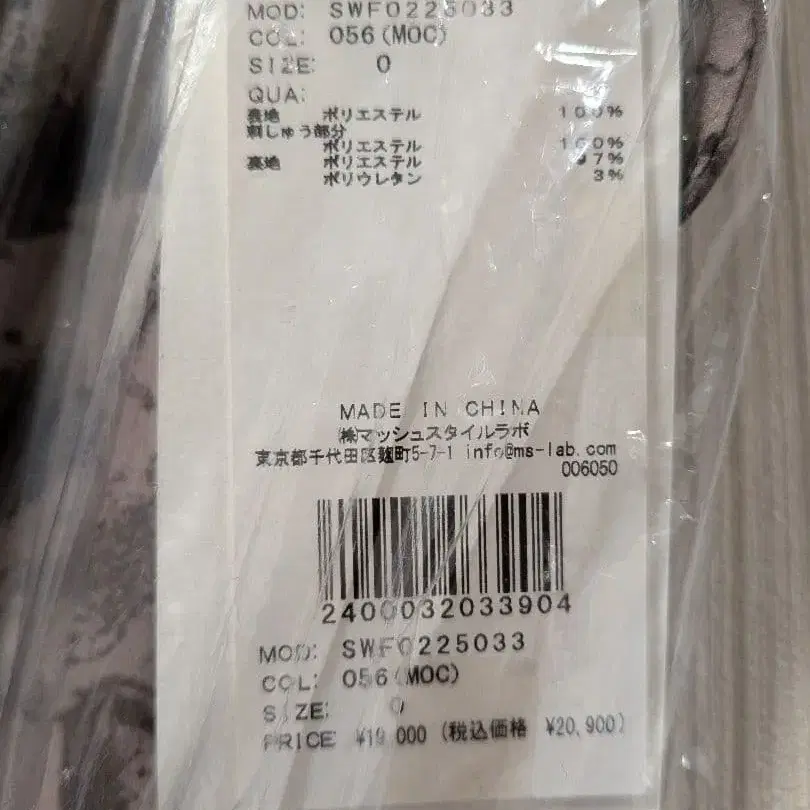 MOD: SWF0225033
COL: 056(MOC)
SIZE: 0
QUA:
表地 ポリエステル 100%
刺しゅう部分
ポリエステル 100%
裏地 ポリエステル 97%
ポリウレタン 3%
MADE IN CHINA
㈱マッシュスタイルラボ
東京都千代田区麹町5-7-1 info@ms-lab.com
006050
2400032033904
MOD: SWF0225033
COL: 056(MOC)
SIZE: 0
PRICE ¥19,000 (税込価格 ¥20,900)